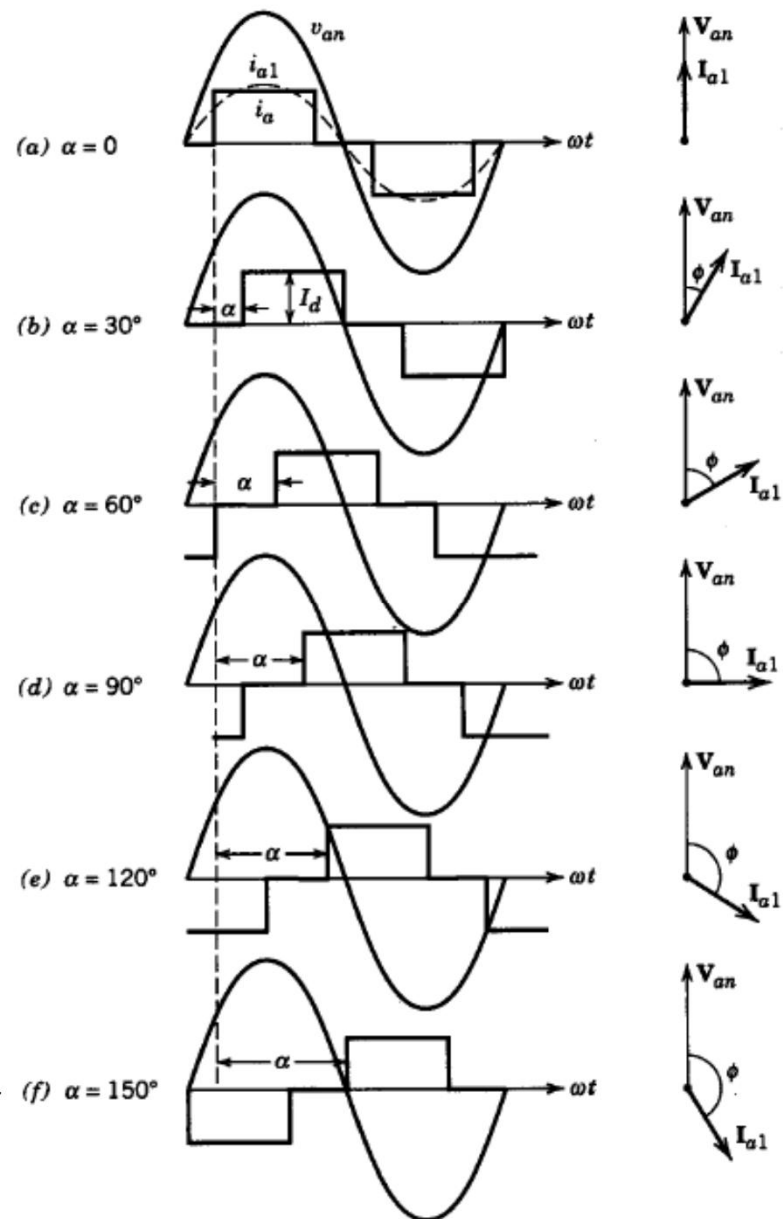 v_an
i_a1
i_a
(a) α = 0
ωt
V_an
I_a1
(b) α = 30°
α
I_d
ωt
V_an
ϕ
I_a1
(c) α = 60°
α
ωt
V_an
ϕ
I_a1
(d) α = 90°
α
ωt
V_an
ϕ
I_a1
(e) α = 120°
α
ωt
V_an
ϕ
I_a1
(f) α = 150°
α
ωt
V_an
ϕ
I_a1